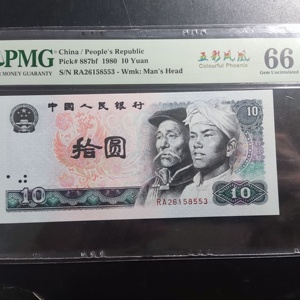 PMG
MONEY GUARANTY
China / People's Republic
Pick# 887bf 1980 10 Yuan
S/N RA26158553 - Wmk: Man's Head
五彩凤凰
Colourful Phoenix
66
Gem Uncirculated
中国人民银行
10
拾圆
10
10
RA26158553